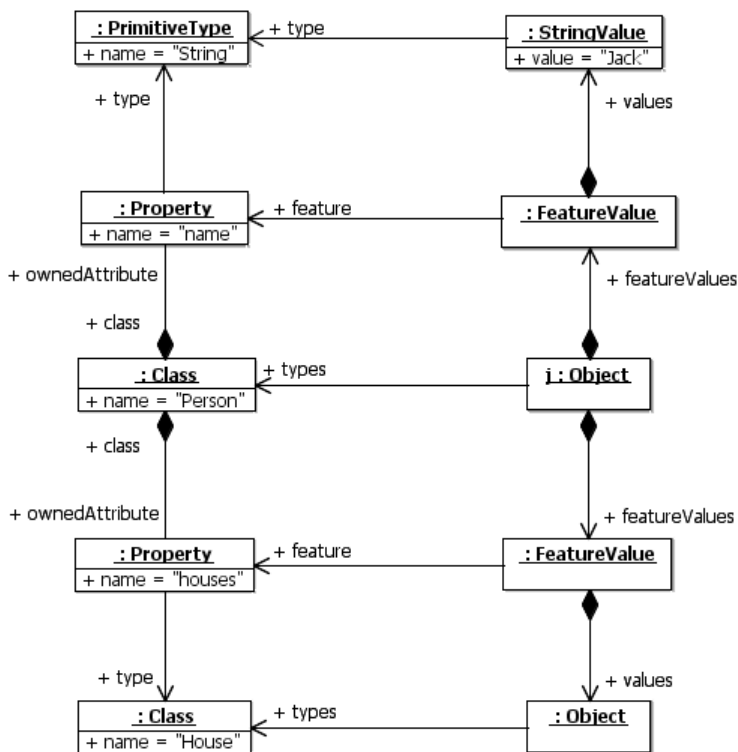 : PrimitiveType
+ name = "String"
+ type
: StringValue
+ value = "Jack"
+ type
+ values
: Property
+ name = "name"
+ feature
: FeatureValue
+ ownedAttribute
+ featureValues
+ class
: Class
+ name = "Person"
+ types
j : Object
+ class
+ ownedAttribute
+ featureValues
: Property
+ name = "houses"
+ feature
: FeatureValue
+ type
+ values
: Class
+ name = "House"
+ types
: Object